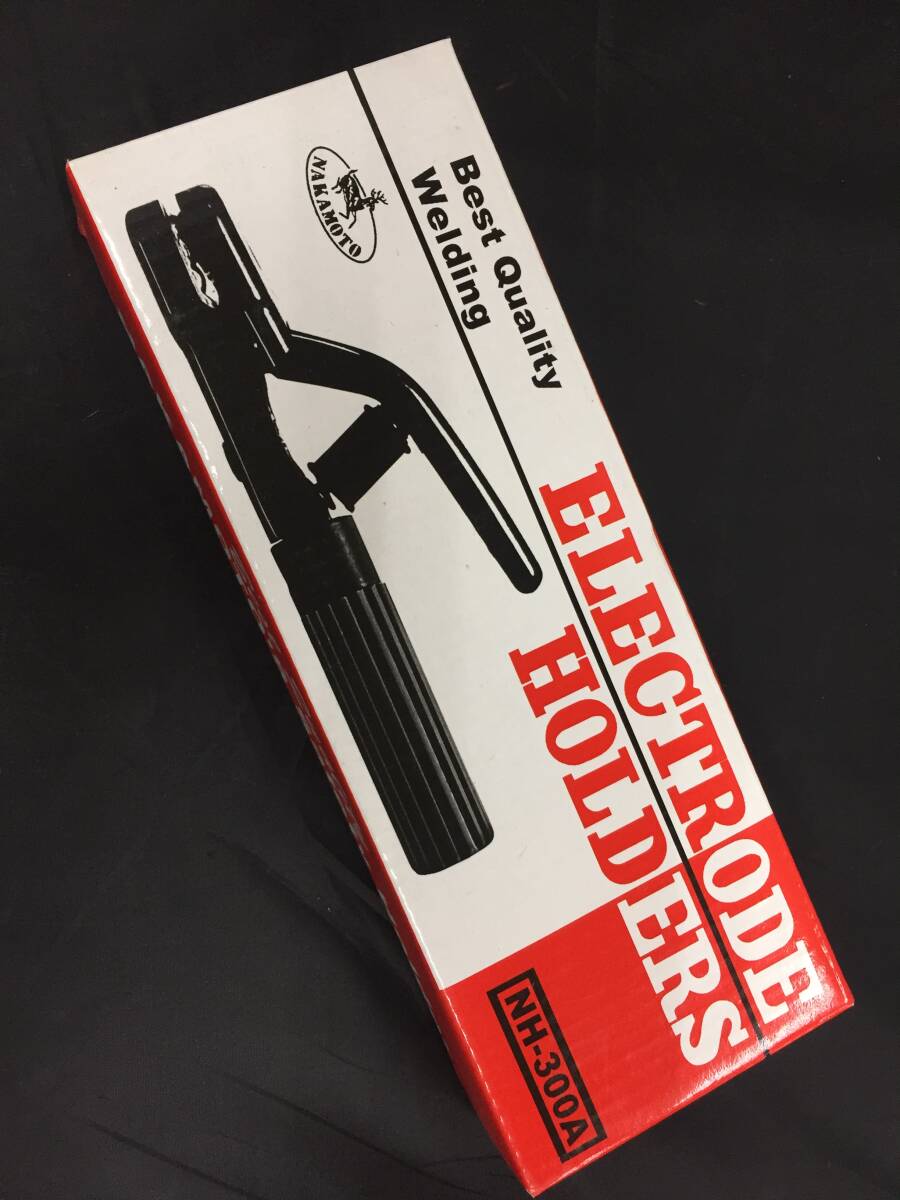 NAKAMOTO
Best Quality
Welding
ELECTRODE
HOLDERS
NH-300A